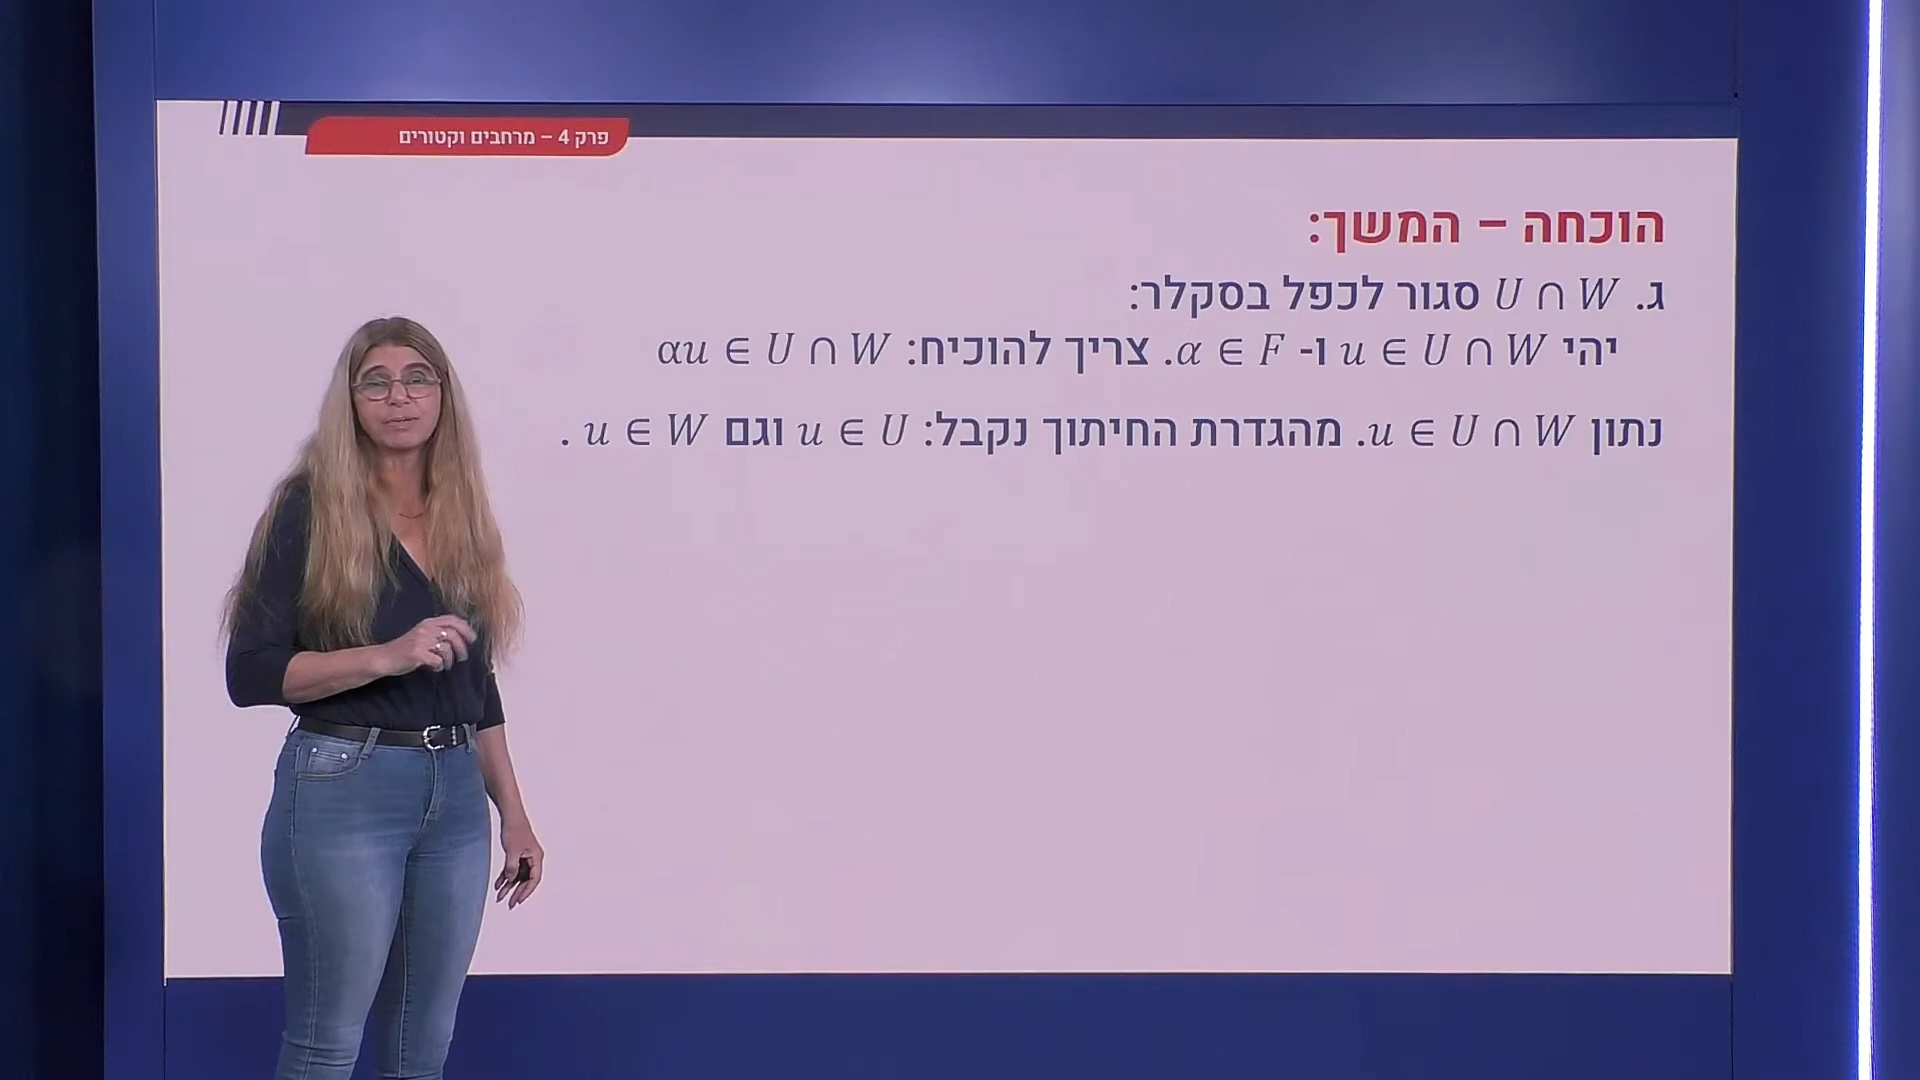 פרק 4 – מרחבים וקטורים
הוכחה – המשך:
ג. U ∩ W סגור לכפל בסקלר:
יהי u ∈ U ∩ W ו- α ∈ F. צריך להוכיח: αu ∈ U ∩ W
נתון u ∈ U ∩ W. מהגדרת החיתוך נקבל: u ∈ U וגם u ∈ W .